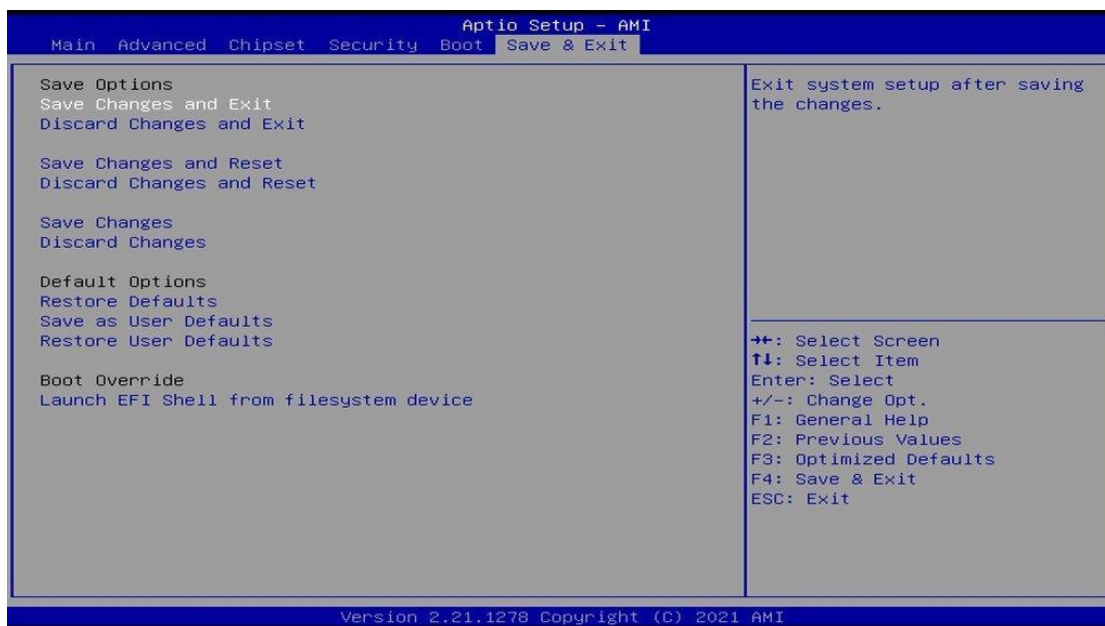 Aptio Setup – AMI
Main Advanced Chipset Security Boot Save & Exit
Save Options
Save Changes and Exit
Discard Changes and Exit
Save Changes and Reset
Discard Changes and Reset
Save Changes
Discard Changes
Default Options
Restore Defaults
Save as User Defaults
Restore User Defaults
Boot Override
Launch EFI Shell from filesystem device
Exit system setup after saving
the changes.
→←: Select Screen
↑↓: Select Item
Enter: Select
+/-: Change Opt.
F1: General Help
F2: Previous Values
F3: Optimized Defaults
F4: Save & Exit
ESC: Exit
Version 2.21.1278 Copyright (C) 2021 AMI